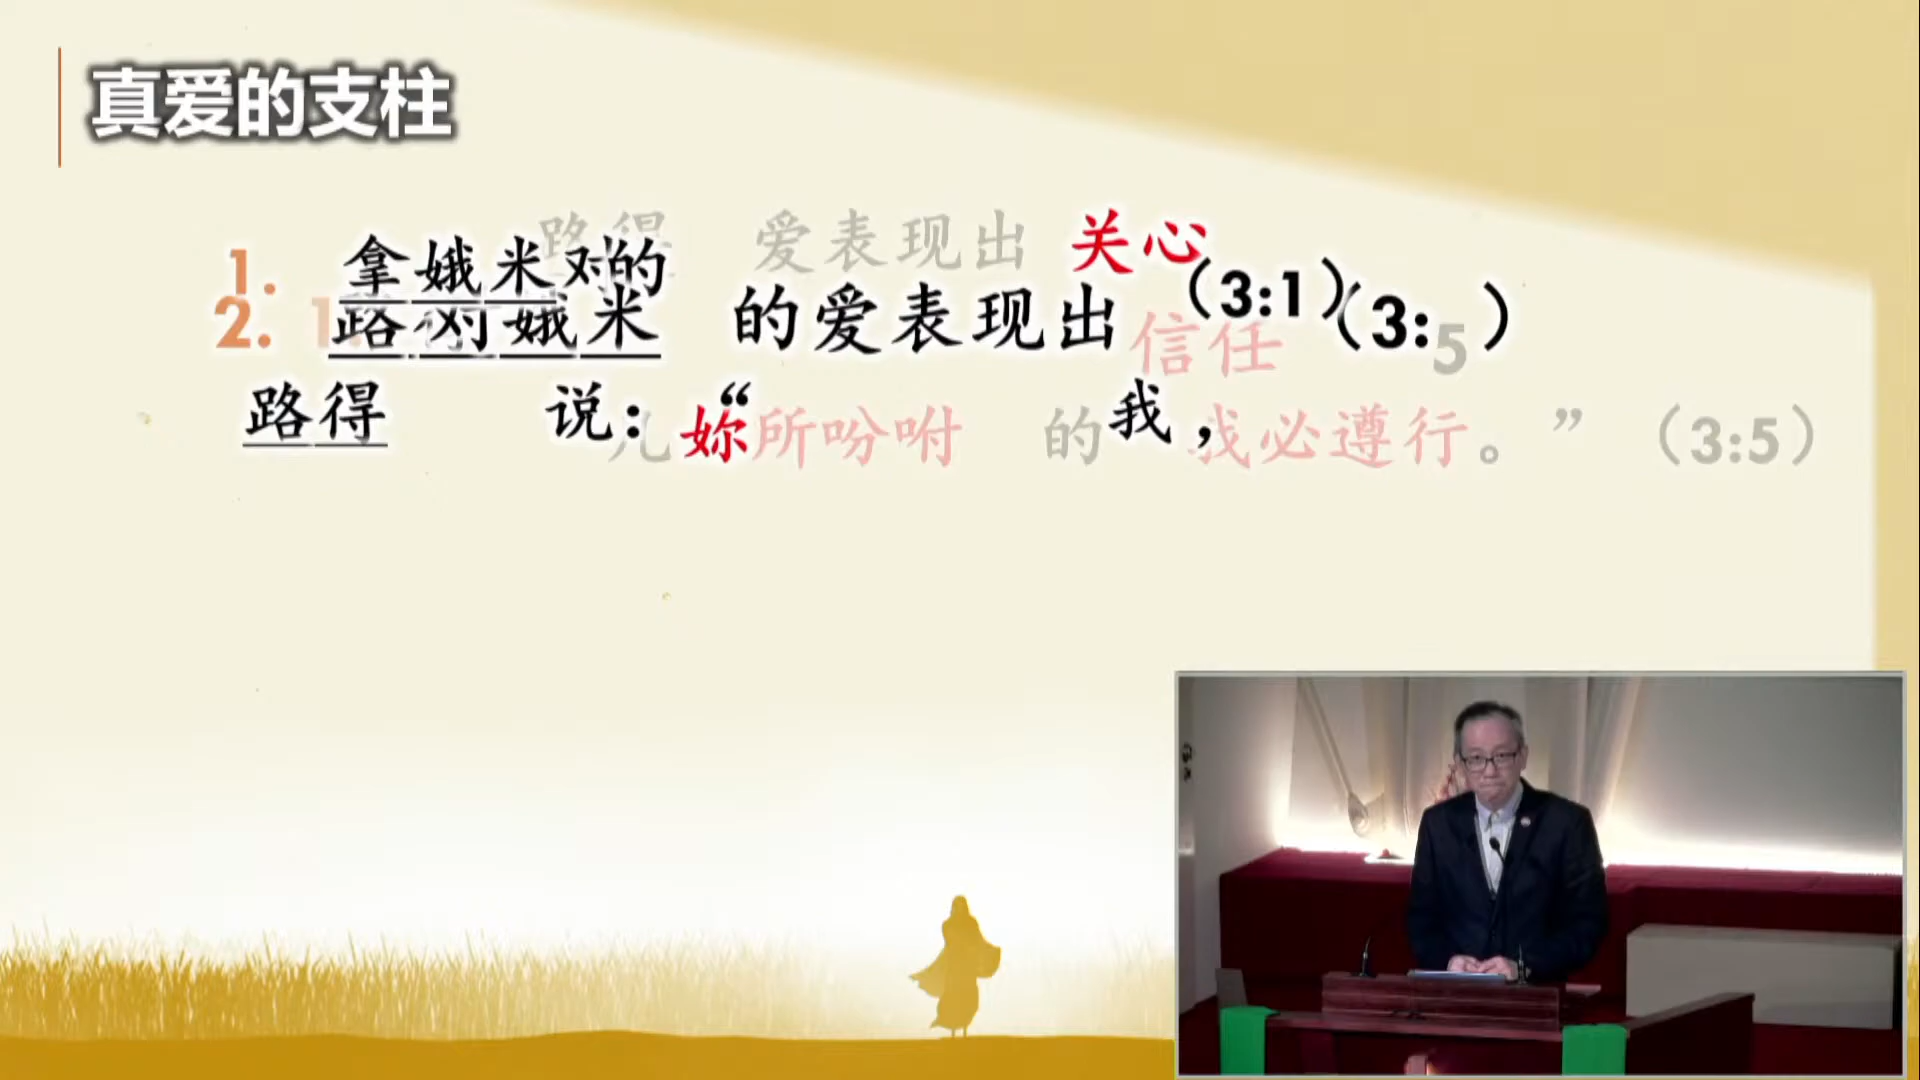 真爱的支柱
1. 拿娥米对路得的爱表现出关心 (3:1)
2. 路得对拿娥米的爱表现出信任 (3:5)
路得说：“妳所吩咐我的，我必遵行。” (3:5)